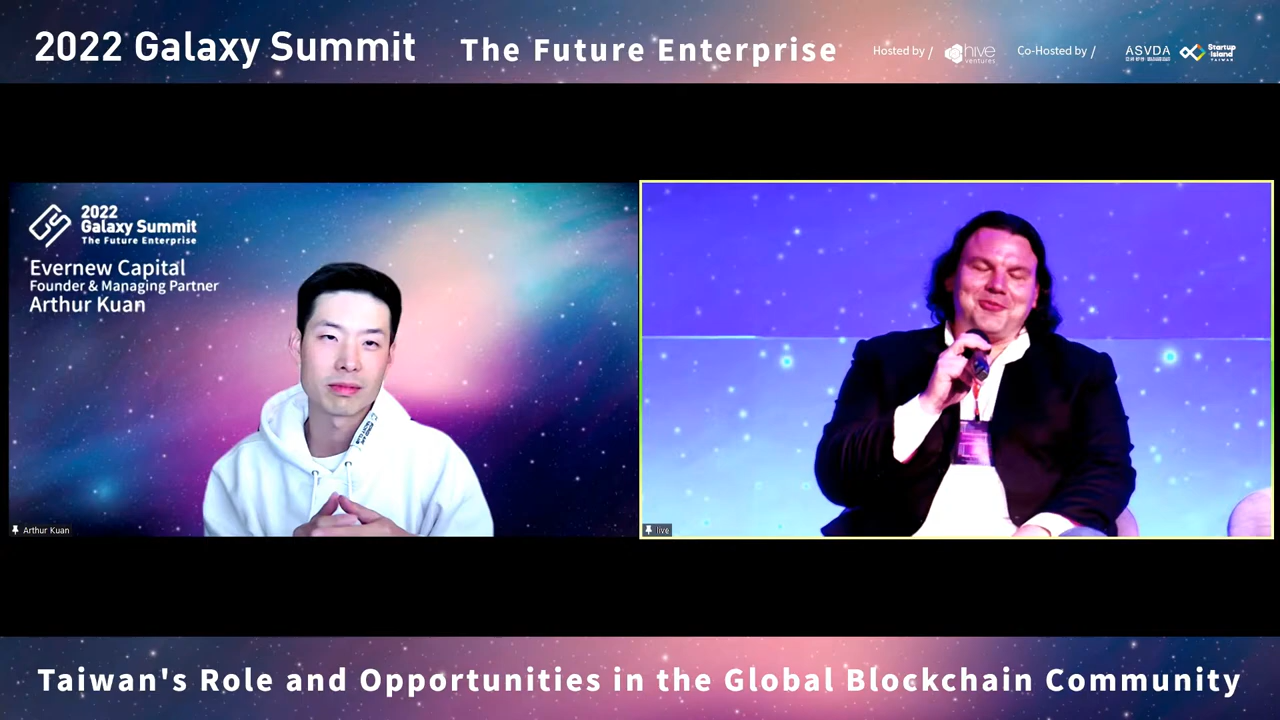 2022 Galaxy Summit
The Future Enterprise
Hosted by /
hive
ventures
Co-Hosted by /
ASVDA
Startup
Island
TAIWAN
2022
Galaxy Summit
The Future Enterprise
Evernew Capital
Founder & Managing Partner
Arthur Kuan
Arthur Kuan
live
Taiwan's Role and Opportunities in the Global Blockchain Community